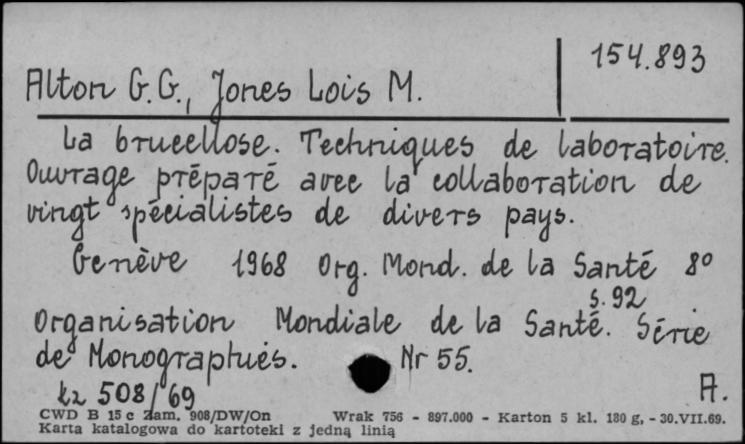 154.893
Alton G.G., Jones Lois M.
La brucellose. Techniques de laboratoire.
Ouvrage préparé avec la collaboration de
vingt spécialistes de divers pays.
Genève 1968 Org. Mond. de la Santé 8°
s. 92
Organisation Mondiale de la Santé. Série
de Monographiés. Nr 55.
kz 508/69
A.
CWD B 15 c Zam. 908/DW/On Wrak 756 - 897.000 - Karton 5 kl. 180 g. - 30.VII.69.
Karta katalogowa do kartoteki z jedną linią